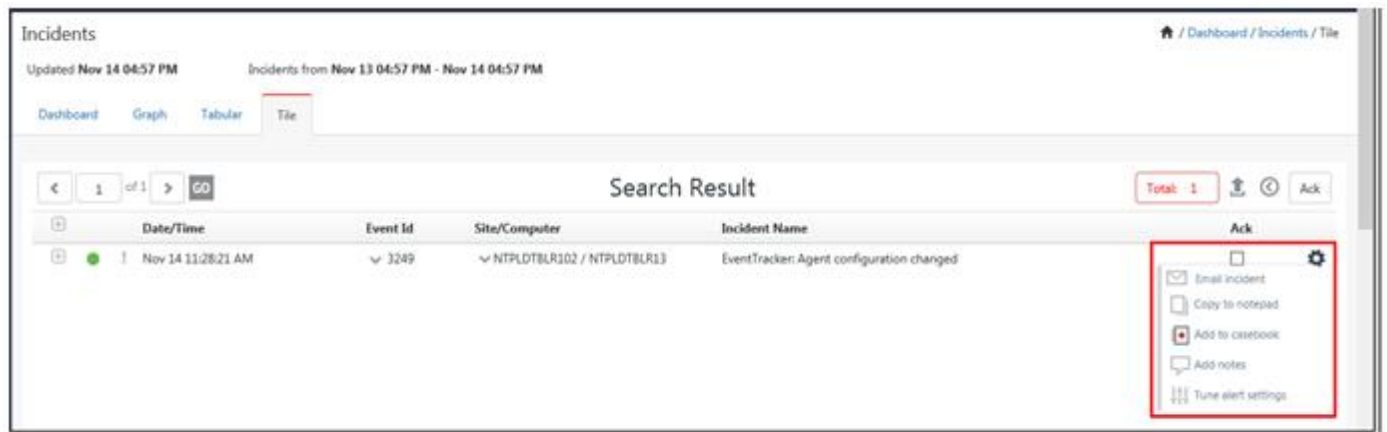 Incidents
/ Dashboard / Incidents / Tile
Updated Nov 14 04:57 PM Incidents from Nov 13 04:57 PM - Nov 14 04:57 PM
Dashboard Graph Tabular Tile
1 of 1 GO Search Result Total: 1 Ack
Date/Time Event Id Site/Computer Incident Name Ack
! Nov 14 11:28:21 AM 3249 NTPLDTBLR102 / NTPLDTBLR13 EventTracker: Agent configuration changed
Email incident
Copy to notepad
Add to casebook
Add notes
Tune alert settings